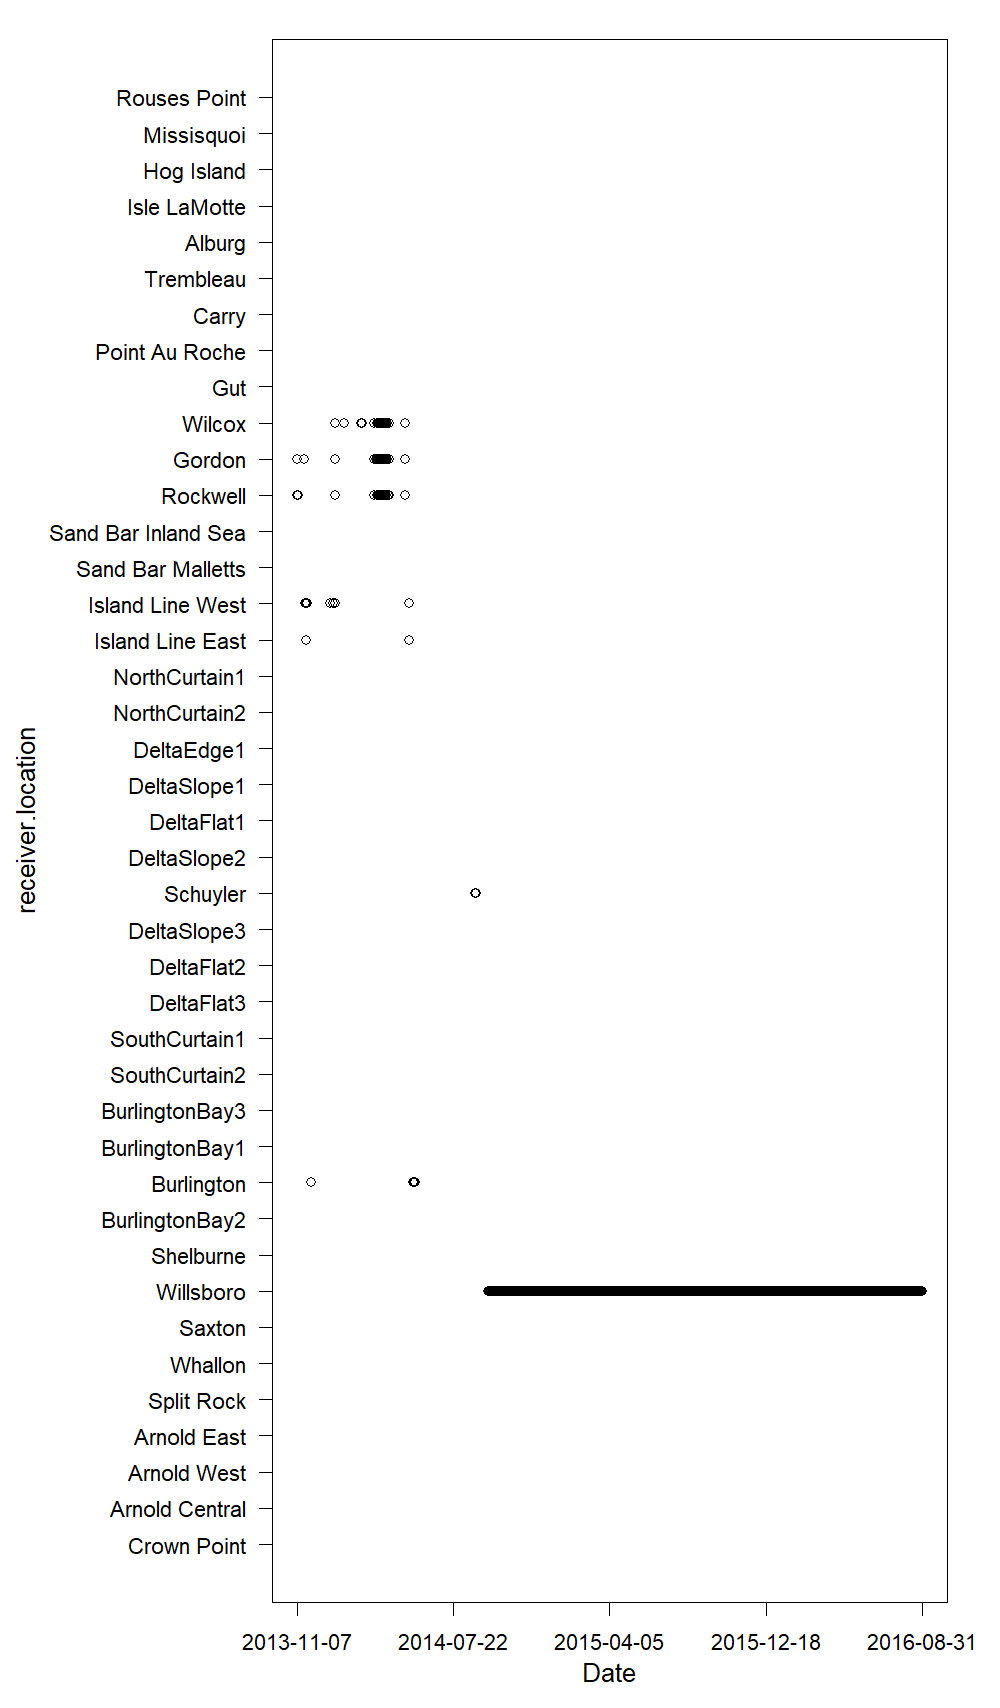 Rouses Point
Missisquoi
Hog Island
Isle LaMotte
Alburg
Trembleau
Carry
Point Au Roche
Gut
Wilcox
Gordon
Rockwell
Sand Bar Inland Sea
Sand Bar Malletts
Island Line West
Island Line East
NorthCurtain1
NorthCurtain2
DeltaEdge1
DeltaSlope1
DeltaFlat1
DeltaSlope2
Schuyler
DeltaSlope3
DeltaFlat2
DeltaFlat3
SouthCurtain1
SouthCurtain2
BurlingtonBay3
BurlingtonBay1
Burlington
BurlingtonBay2
Shelburne
Willsboro
Saxton
Whallon
Split Rock
Arnold East
Arnold West
Arnold Central
Crown Point
receiver.location
2013-11-07 2014-07-22 2015-04-05 2015-12-18 2016-08-31
Date